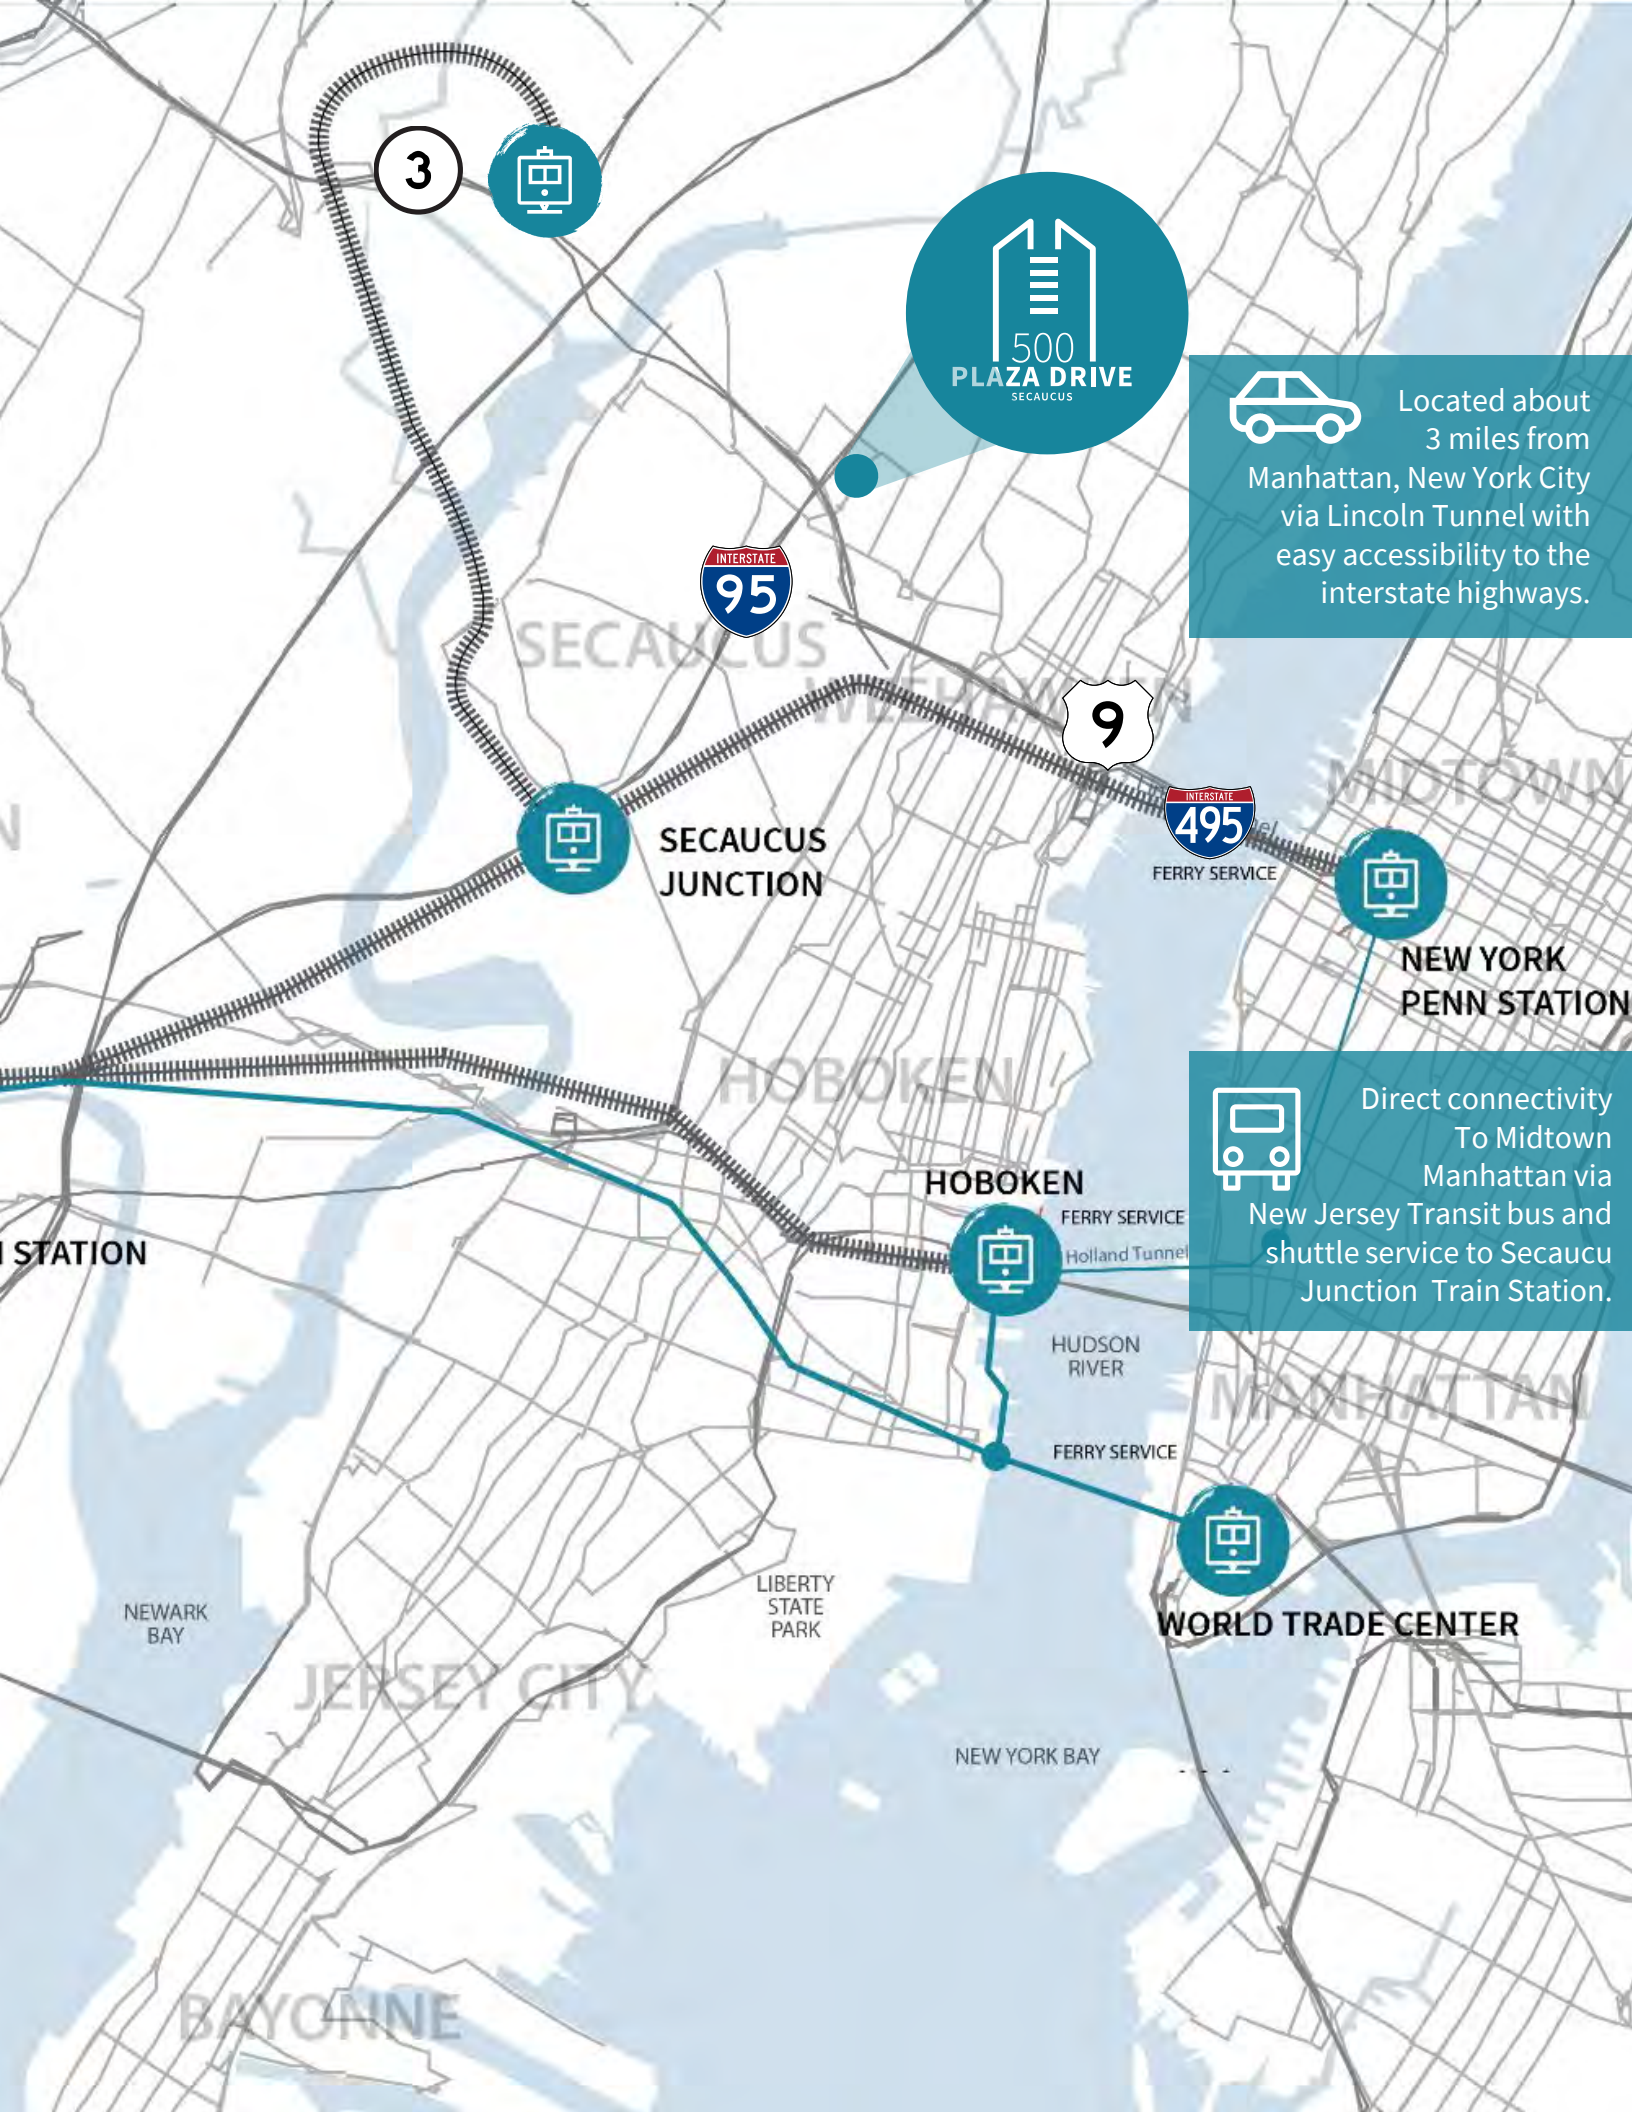 3
500
PLAZA DRIVE
SECAUCUS
Located about
3 miles from
Manhattan, New York City
via Lincoln Tunnel with
easy accessibility to the
interstate highways.
INTERSTATE
95
SECAUCUS
WEEHAWKEN
9
MIDTOWN
INTERSTATE
495
FERRY SERVICE
SECAUCUS
JUNCTION
NEW YORK
PENN STATION
HOBOKEN
Direct connectivity
To Midtown
Manhattan via
New Jersey Transit bus and
shuttle service to Secaucu
Junction Train Station.
HOBOKEN
FERRY SERVICE
Holland Tunnel
STATION
HUDSON
RIVER
MANHATTAN
FERRY SERVICE
LIBERTY
STATE
PARK
NEWARK
BAY
WORLD TRADE CENTER
JERSEY CITY
NEW YORK BAY
BAYONNE